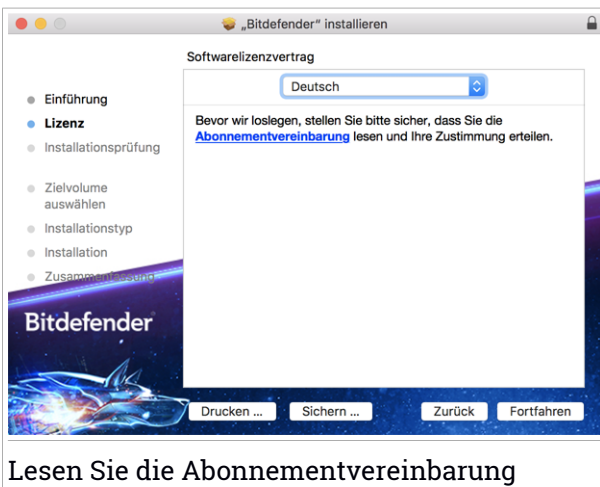 „Bitdefender“ installieren
Softwarelizenzvertrag
Deutsch
Einführung
Lizenz
Installationsprüfung
Zielvolume
auswählen
Installationstyp
Installation
Zusammenfassung
Bevor wir loslegen, stellen Sie bitte sicher, dass Sie die
Abonnementvereinbarung lesen und Ihre Zustimmung erteilen.
Bitdefender
Drucken ...
Sichern ...
Zurück
Fortfahren
Lesen Sie die Abonnementvereinbarung